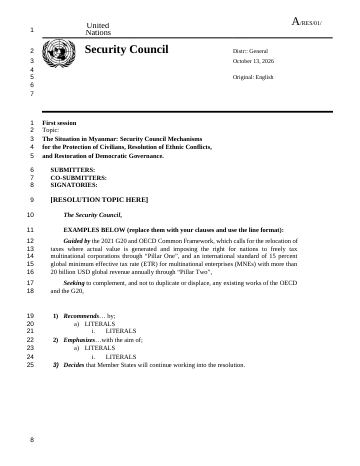 A/RES/01/
1 United
Nations
2 Security Council Distr.: General
3 October 13, 2026
4
5 Original: English
6
7
1 First session
2 Topic:
3 The Situation in Myanmar: Security Council Mechanisms
4 for the Protection of Civilians, Resolution of Ethnic Conflicts,
5 and Restoration of Democratic Governance.
6 SUBMITTERS:
7 CO-SUBMITTERS:
8 SIGNATORIES:
9 [RESOLUTION TOPIC HERE]
10 The Security Council,
11 EXAMPLES BELOW (replace them with your clauses and use the line format):
12 Guided by the 2021 G20 and OECD Common Framework, which calls for the relocation of
13 taxes where actual value is generated and imposing the right for nations to freely tax
14 multinational corporations through “Pillar One”, and an international standard of 15 percent
15 global minimum effective tax rate (ETR) for multinational enterprises (MNEs) with more than
16 20 billion USD global revenue annually through “Pillar Two”,
17 Seeking to complement, and not to duplicate or displace, any existing works of the OECD
18 and the G20,
19 1) Recommends… by;
20 a) LITERALS
21 i. LITERALS
22 2) Emphasizes…with the aim of;
23 a) LITERALS
24 i. LITERALS
25 3) Decides that Member States will continue working into the resolution.
8